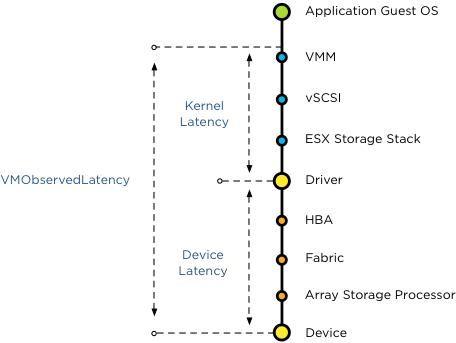 Application Guest OS
VMM
vSCSI
Kernel
Latency
ESX Storage Stack
VMObservedLatency
Driver
HBA
Device
Latency
Fabric
Array Storage Processor
Device